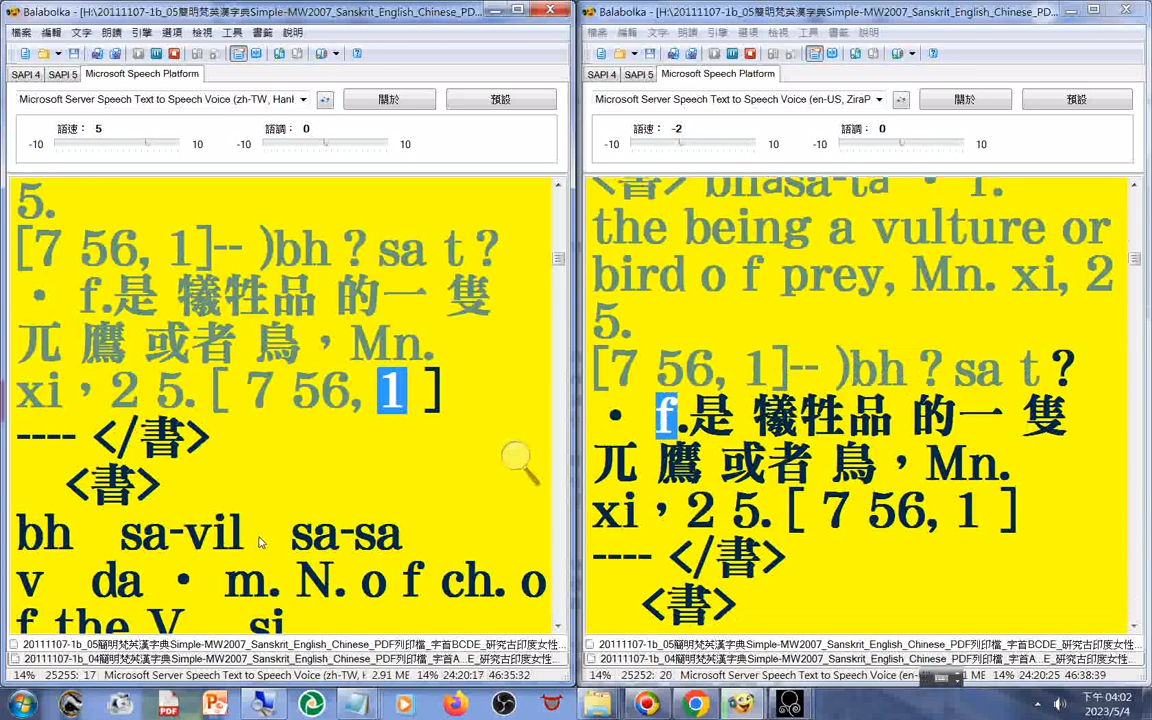 Balabolka - [H:\20111107-1b_05簡明梵英漢字典Simple-MW2007_Sanskrit_English_Chinese_PD...
檔案 編輯 文字 朗讀 引擎 選項 檢視 工具 書籤 說明
SAPI 4 SAPI 5 Microsoft Speech Platform
Microsoft Server Speech Text to Speech Voice (zh-TW, Hanl
關於
預設
語速： 5
語調： 0
-10 10 -10 10
5.
[7 56, 1]-- )bh ? sa t ?
‧ f.是 犧牲品 的一 隻
兀 鷹 或者 鳥，Mn.
xi，2 5. [ 7 56, 1 ]
---- </書>
<書>
bh sa-vil sa-sa
v da ‧ m. N. o f ch. o
f the V si
20111107-1b_05簡明梵英漢字典Simple-MW2007_Sanskrit_English_Chinese_PDF列印檔_字首BCDE_研究古印度女性...
20111107-1b_04簡明梵英漢字典Simple-MW2007_Sanskrit_English_Chinese_PDF列印檔_字首A...E_研究古印度女性...
14% 25255: 17 Microsoft Server Speech Text to Speech Voice (zh-TW, 2.91 ME 14% 24:20:17 46:35:32
Balabolka - [H:\20111107-1b_05簡明梵英漢字典Simple-MW2007_Sanskrit_English_Chinese_PD...
檔案 編輯 文字 朗讀 引擎 選項 檢視 工具 書籤 說明
SAPI 4 SAPI 5 Microsoft Speech Platform
Microsoft Server Speech Text to Speech Voice (en-US, ZiraP
關於
預設
語速： -2
語調： 0
-10 10 -10 10
<書> bhasa-ta ‧ 1.
the being a vulture or
bird o f prey, Mn. xi, 2
5.
[7 56, 1]-- )bh ? sa t ?
‧ f.是 犧牲品 的一 隻
兀 鷹 或者 鳥，Mn.
xi，2 5. [ 7 56, 1 ]
---- </書>
<書>
20111107-1b_05簡明梵英漢字典Simple-MW2007_Sanskrit_English_Chinese_PDF列印檔_字首BCDE_研究古印度女性...
20111107-1b_04簡明梵英漢字典Simple-MW2007_Sanskrit_English_Chinese_PDF列印檔_字首A...E_研究古印度女性...
14% 25252: 20 Microsoft Server Speech Text to Speech Voice 14% 24:20:25 46:38:39
PDF
下午 04:02
2023/5/4